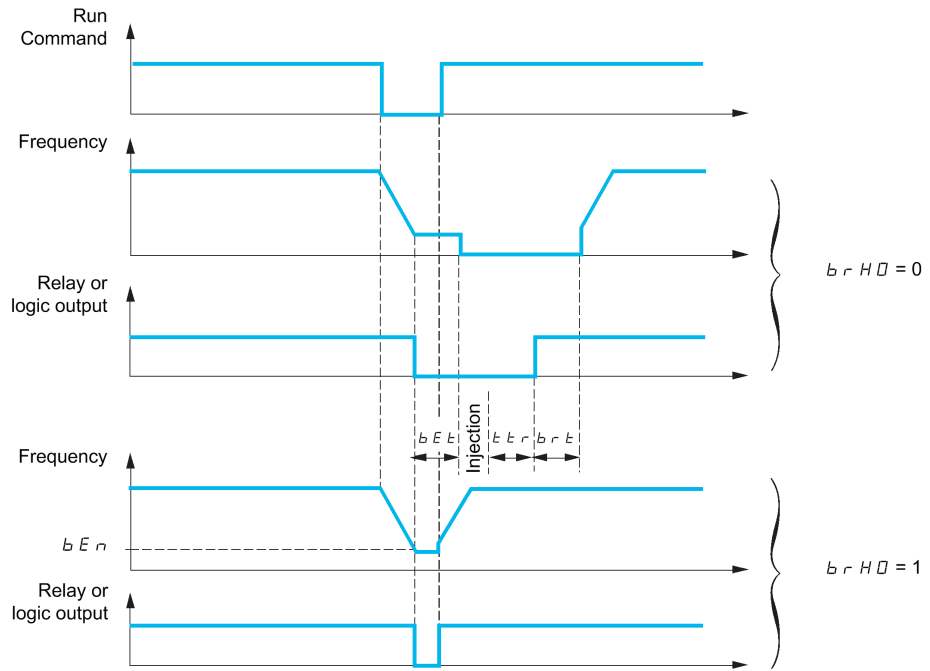 Run
Command
Frequency
Relay or
logic output
brH0 = 0
bEt
Injection
ttr
brt
Frequency
bEn
Relay or
logic output
brH0 = 1